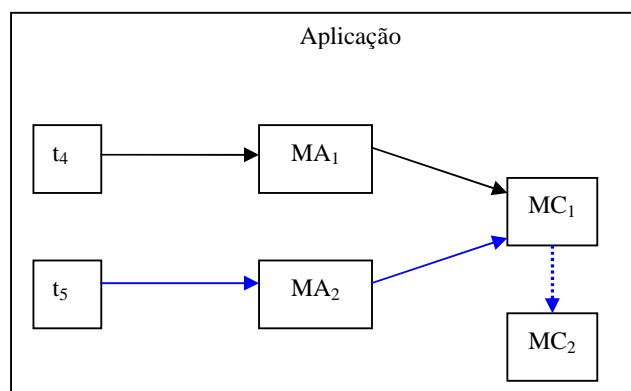 Aplicação
t₄
MA₁
MC₁
t₅
MA₂
MC₂